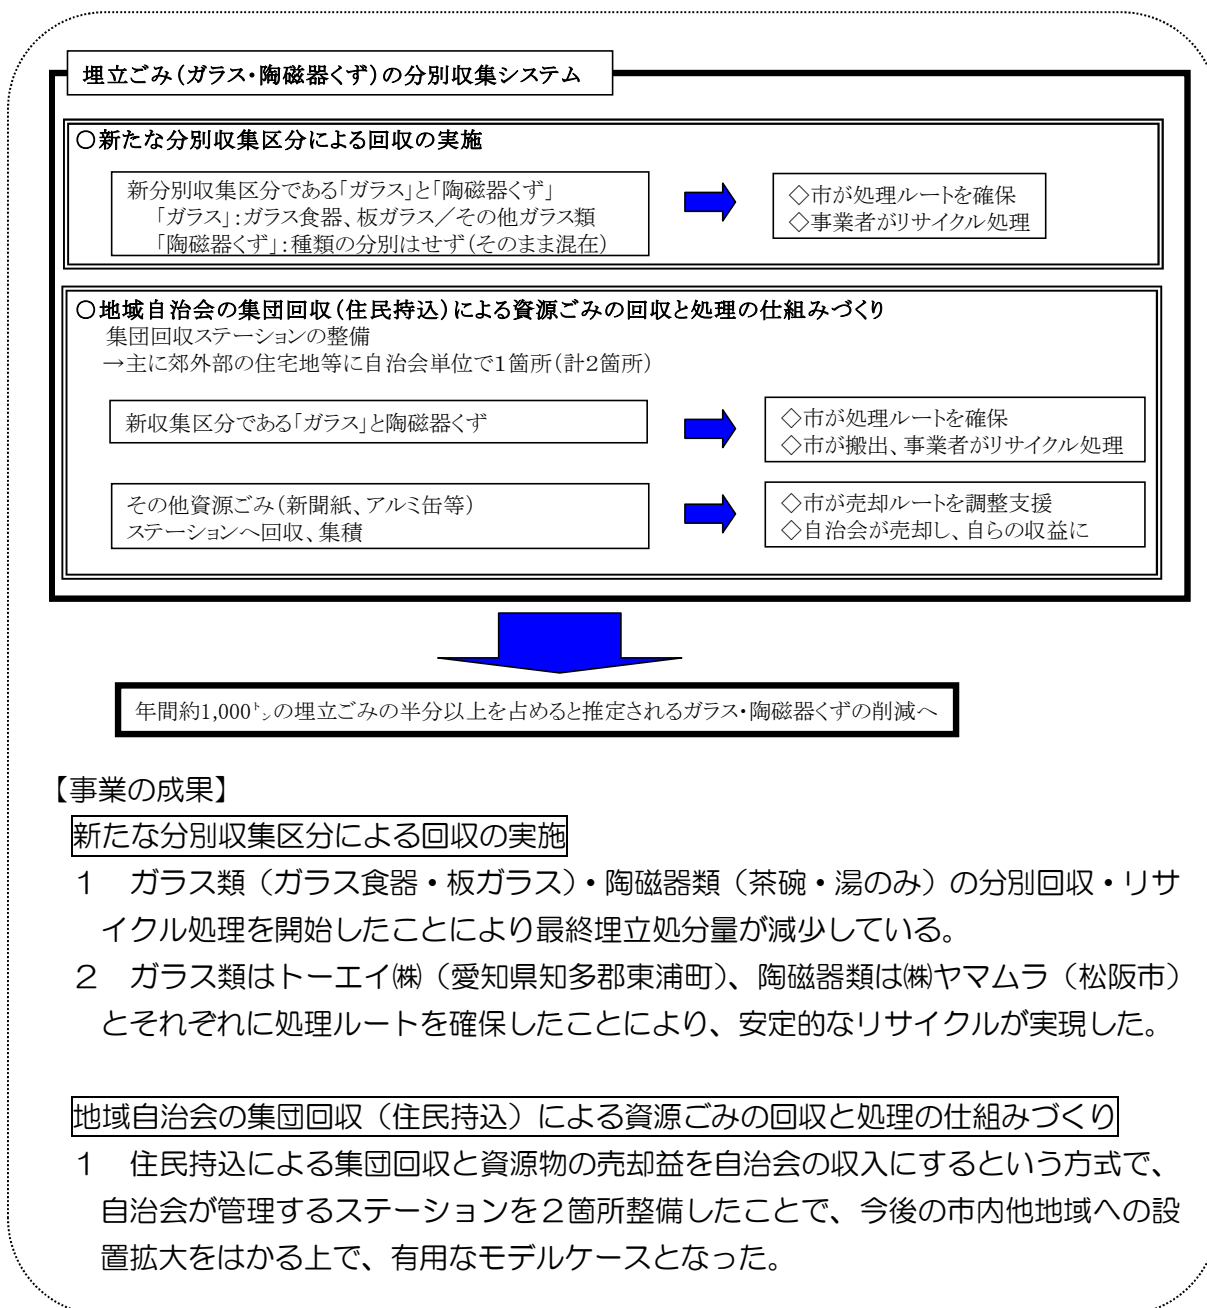 埋立ごみ(ガラス・陶磁器くず)の分別収集システム
○新たな分別収集区分による回収の実施
新分別収集区分である「ガラス」と「陶磁器くず」
「ガラス」:ガラス食器、板ガラス/その他ガラス類
「陶磁器くず」:種類の分別はせず(そのまま混在)
◇市が処理ルートを確保
◇事業者がリサイクル処理
○地域自治会の集団回収(住民持込)による資源ごみの回収と処理の仕組みづくり
集団回収ステーションの整備
→主に郊外部の住宅地等に自治会単位で1箇所(計2箇所)
新収集区分である「ガラス」と陶磁器くず
◇市が処理ルートを確保
◇市が搬出、事業者がリサイクル処理
その他資源ごみ(新聞紙、アルミ缶等)
ステーションへ回収、集積
◇市が売却ルートを調整支援
◇自治会が売却し、自らの収益に
年間約1,000㌧の埋立ごみの半分以上を占めると推定されるガラス・陶磁器くずの削減へ
【事業の成果】
新たな分別収集区分による回収の実施
1 ガラス類(ガラス食器・板ガラス)・陶磁器類(茶碗・湯のみ)の分別回収・リサ
イクル処理を開始したことにより最終埋立処分量が減少している。
2 ガラス類はトーエイ㈱(愛知県知多郡東浦町)、陶磁器類は㈱ヤマムラ(松阪市)
とそれぞれに処理ルートを確保したことにより、安定的なリサイクルが実現した。
地域自治会の集団回収(住民持込)による資源ごみの回収と処理の仕組みづくり
1 住民持込による集団回収と資源物の売却益を自治会の収入にするという方式で、
自治会が管理するステーションを2箇所整備したことで、今後の市内他地域への設
置拡大をはかる上で、有用なモデルケースとなった。